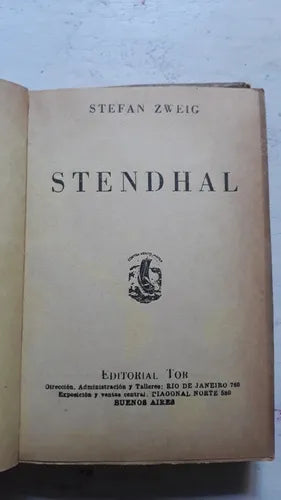 STEFAN ZWEIG
STENDHAL
EDITORIAL TOR
Dirección, Administración y Talleres: RIO DE JANEIRO 760
Exposición y ventas central: DIAGONAL NORTE 580
BUENOS AIRES